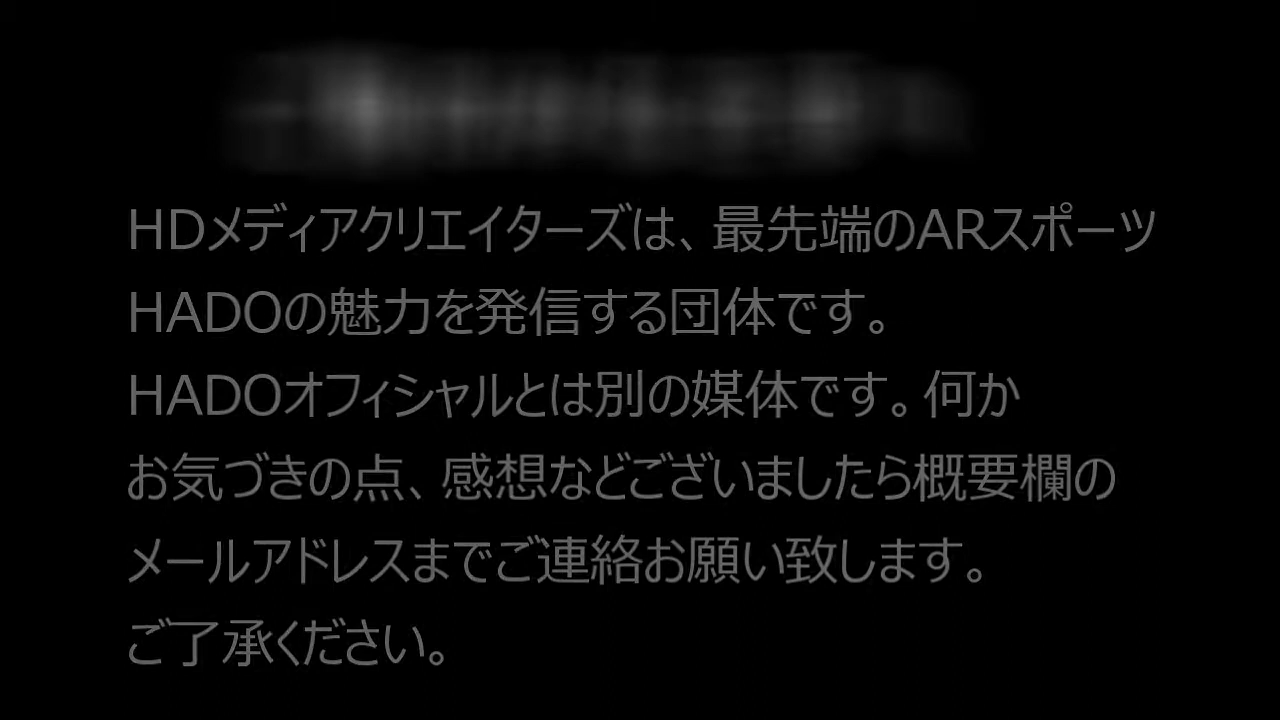 HDメディアクリエイターズは、最先端のARスポーツ
HADOの魅力を発信する団体です。
HADOオフィシャルとは別の媒体です。何か
お気づきの点、感想などございましたら概要欄の
メールアドレスまでご連絡お願い致します。
ご了承ください。